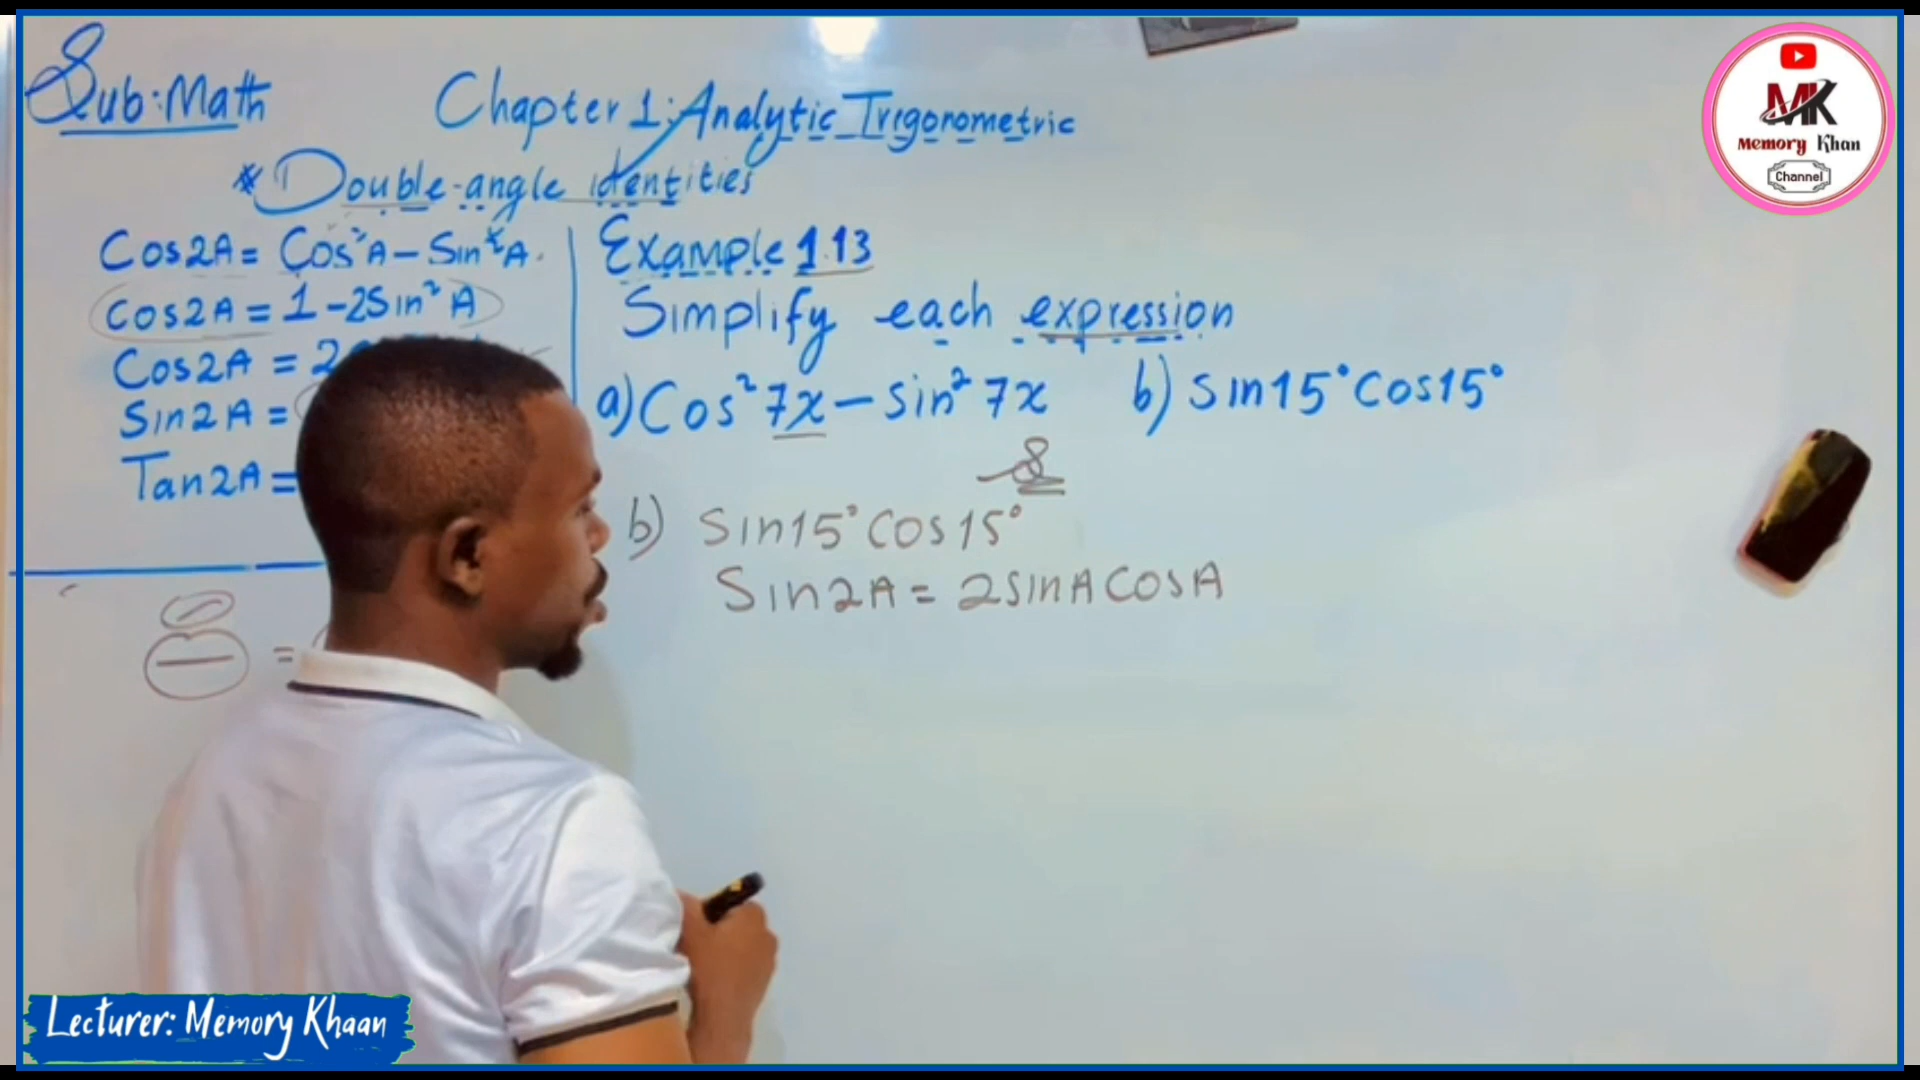 Sub: Math
Chapter 1: Analytic Trigonometric
* Double-angle identities
Cos2A = Cos²A - Sin²A.
Cos2A = 1 - 2Sin²A
Cos2A = 2
Sin2A =
Tan2A =
Example 1.13
Simplify each expression
a) Cos²7x - sin²7x b) Sin15° Cos15°
b) Sin15° Cos15°
Sin2A = 2sinA cosA
=
MK
Memory Khan
Channel
Lecturer: Memory Khaan